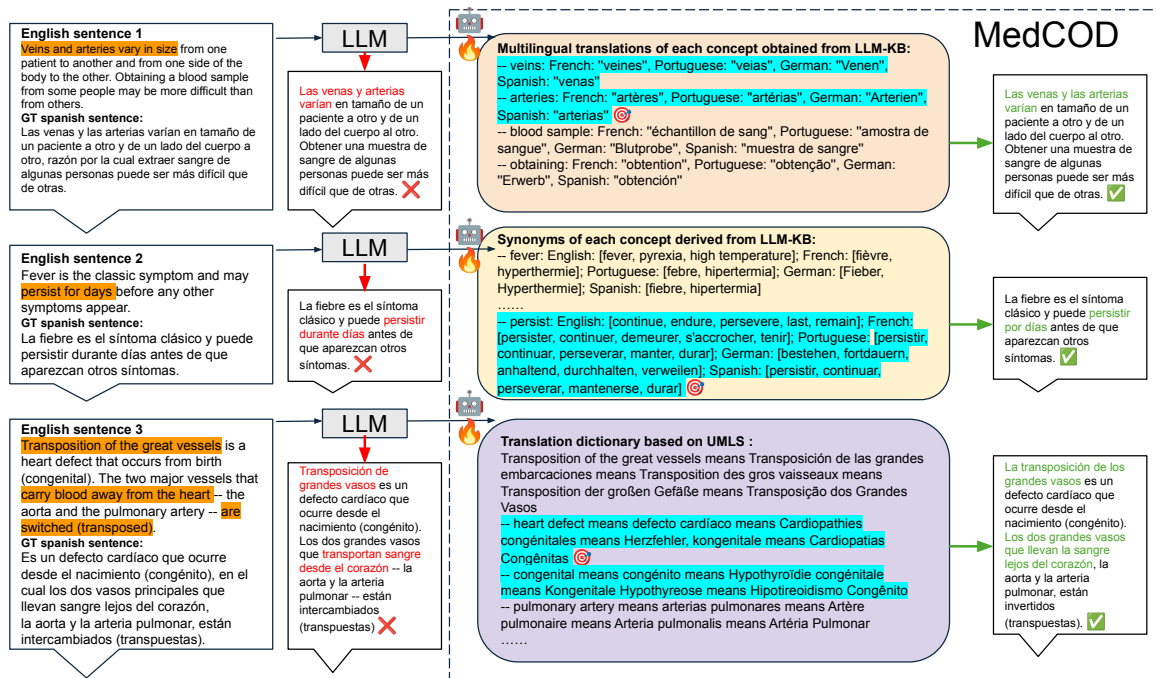 MedCOD
English sentence 1
Veins and arteries vary in size from one
patient to another and from one side of the
body to the other. Obtaining a blood sample
from some people may be more difficult than
from others.
GT spanish sentence:
Las venas y las arterias varían en tamaño de
un paciente a otro y de un lado del cuerpo a
otro, razón por la cual extraer sangre de
algunas personas puede ser más difícil que
de otras.
LLM
Las venas y las arterias
varían en tamaño de un
paciente a otro y de un
lado del cuerpo al otro.
Obtener una muestra de
sangre de algunas
personas puede ser más
difícil que de otras.
Multilingual translations of each concept obtained from LLM-KB:
-- veins: French: "veines", Portuguese: "veias", German: "Venen",
Spanish: "venas"
-- arteries: French: "artères", Portuguese: "artérias", German: "Arterien",
Spanish: "arterias"
-- blood sample: French: "échantillon de sang", Portuguese: "amostra de
sangue", German: "Blutprobe", Spanish: "muestra de sangre"
-- obtaining: French: "obtention", Portuguese: "obtenção", German:
"Erwerb", Spanish: "obtención"
Las venas y las arterias
varían en tamaño de un
paciente a otro y de un
lado del cuerpo al otro.
Obtener una muestra de
sangre de algunas
personas puede ser más
difícil que de otras.
English sentence 2
Fever is the classic symptom and may
persist for days before any other
symptoms appear.
GT spanish sentence:
La fiebre es el síntoma clásico y puede
persistir durante días antes de que
aparezcan otros síntomas.
LLM
La fiebre es el síntoma
clásico y puede persistir
durante días antes de
que aparezcan otros
síntomas.
Synonyms of each concept derived from LLM-KB:
-- fever: English: [fever, pyrexia, high temperature]; French: [fièvre,
hyperthermie]; Portuguese: [febre, hipertermia]; German: [Fieber,
Hyperthermie]; Spanish: [fiebre, hipertermia]
......
-- persist: English: [continue, endure, persevere, last, remain]; French:
[persister, continuer, demeurer, s'accrocher, tenir]; Portuguese: [persistir,
continuar, perseverar, manter, durar]; German: [bestehen, fortdauern,
anhaltend, durchhalten, verweilen]; Spanish: [persistir, continuar,
perseverar, mantenerse, durar]
La fiebre es el síntoma
clásico y puede persistir
por días antes de que
aparezcan otros
síntomas.
English sentence 3
Transposition of the great vessels is a
heart defect that occurs from birth
(congenital). The two major vessels that
carry blood away from the heart -- the
aorta and the pulmonary artery -- are
switched (transposed).
GT spanish sentence:
Es un defecto cardíaco que ocurre
desde el nacimiento (congénito), en el
cual los dos vasos principales que
llevan sangre lejos del corazón,
la aorta y la arteria pulmonar, están
intercambiados (transpuestas).
LLM
Transposición de
grandes vasos es un
defecto cardíaco que
ocurre desde el
nacimiento (congénito).
Los dos grandes vasos
que transportan sangre
desde el corazón -- la
aorta y la arteria
pulmonar -- están
intercambiados
(transpuestas)
Translation dictionary based on UMLS :
Transposition of the great vessels means Transposición de las grandes
embarcaciones means Transposition des gros vaisseaux means
Transposition der großen Gefäße means Transposição dos Grandes
Vasos
-- heart defect means defecto cardíaco means Cardiopathies
congénitales means Herzfehler, kongenitale means Cardiopatias
Congênitas
-- congenital means congénito means Hypothyroïdie congénitale
means Kongenitale Hypothyreose means Hipotireoidismo Congênito
-- pulmonary artery means arterias pulmonares means Artère
pulmonaire means Arteria pulmonalis means Artéria Pulmonar
......
La transposición de los
grandes vasos es un
defecto cardíaco que
ocurre desde el
nacimiento (congénito).
Los dos grandes vasos
que llevan la sangre
lejos del corazón, la
aorta y la arteria
pulmonar, están
invertidos
(transpuestas).